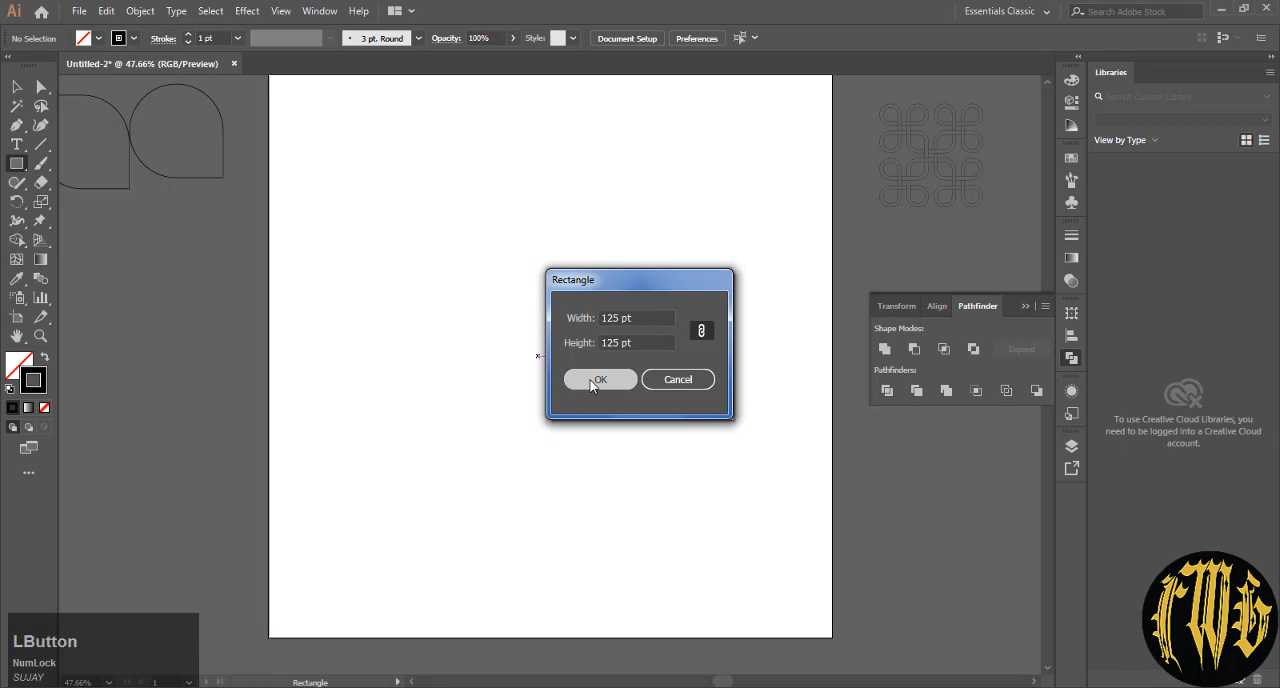 Ai
File Edit Object Type Select Effect View Window Help
Essentials Classic
Search Adobe Stock
No Selection
Stroke:
1 pt
3 pt. Round
Opacity:
100%
Style:
Document Setup
Preferences
Untitled-2* @ 47.66% (RGB/Preview)
Libraries
Search Current Library
View by Type
Rectangle
Width: 125 pt
Height: 125 pt
OK
Cancel
Transform Align Pathfinder
Shape Modes:
Expand
Pathfinders:
To use Creative Cloud Libraries, you
need to be logged into a Creative Cloud
account.
LButton
NumLock
SUJAY
47.66%
1
Rectangle